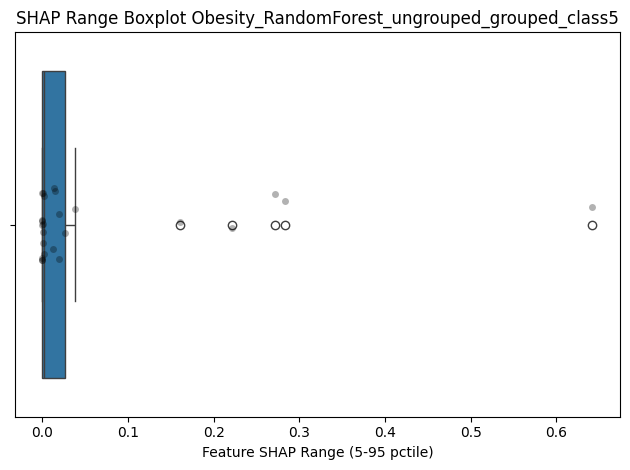 SHAP Range Boxplot Obesity_RandomForest_ungrouped_grouped_class5
0.0 0.1 0.2 0.3 0.4 0.5 0.6
Feature SHAP Range (5-95 pctile)